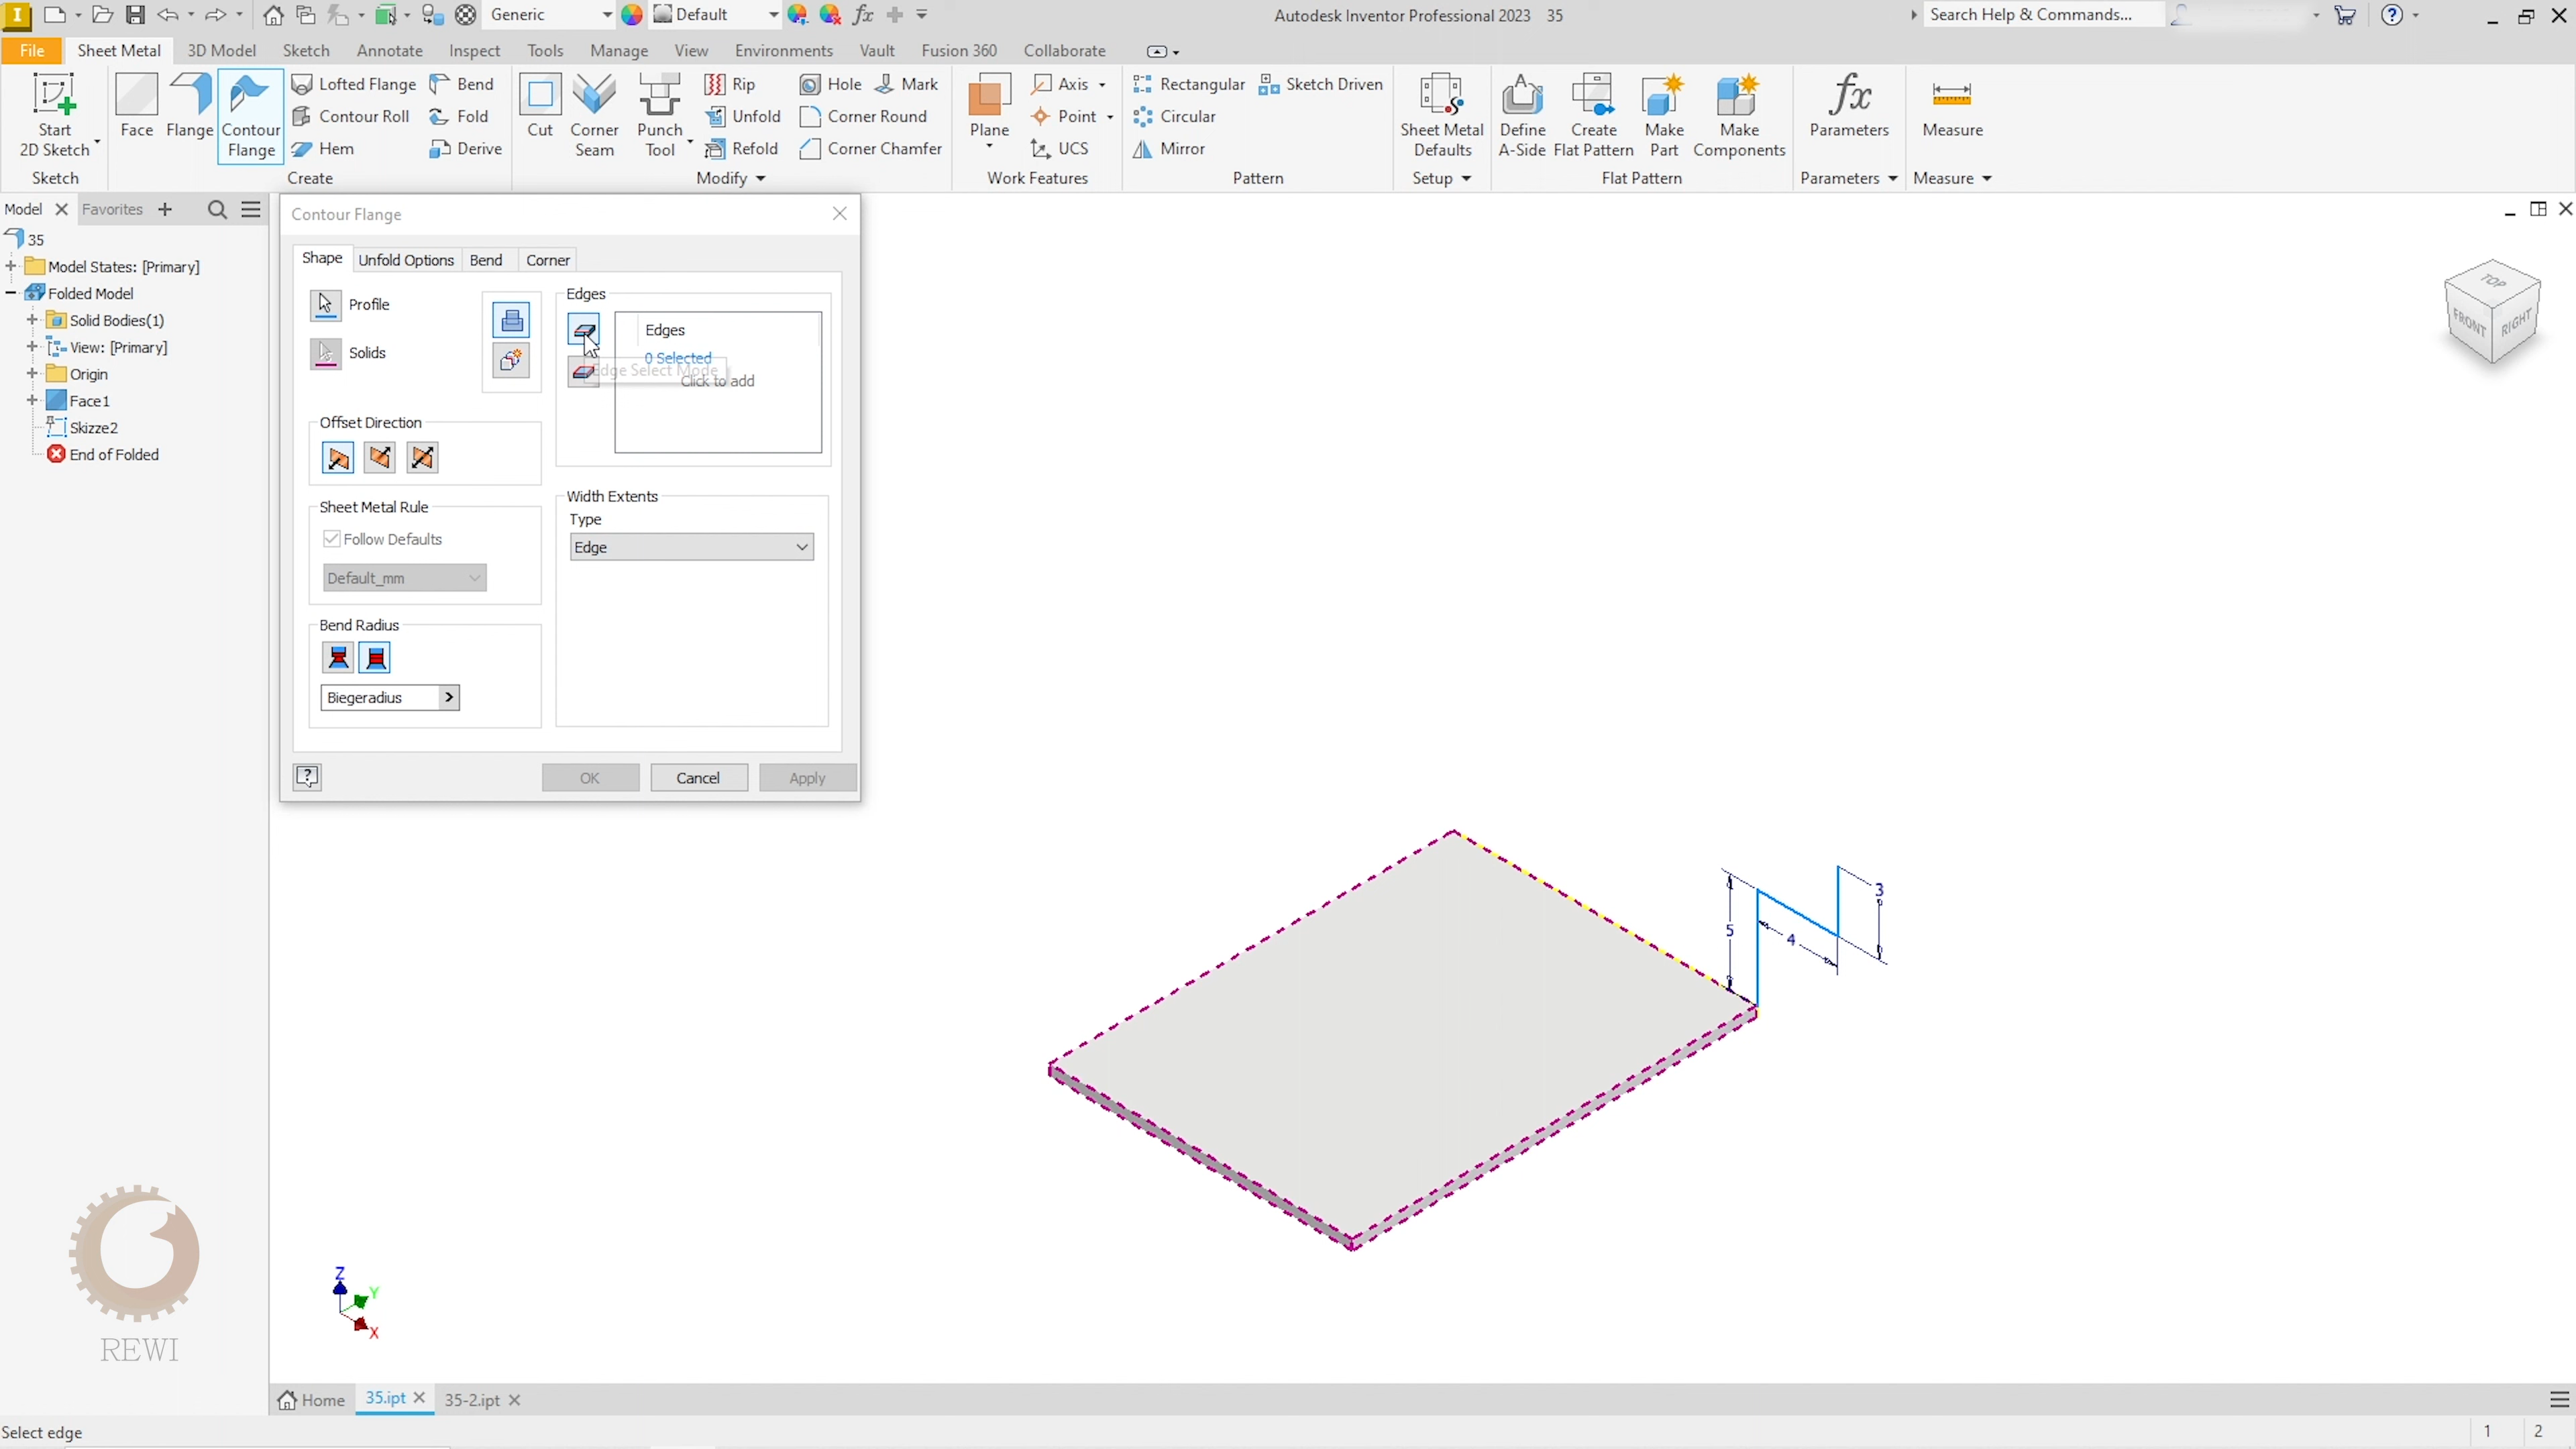 I Generic Default fx Autodesk Inventor Professional 2023 35 Search Help & Commands...
File Sheet Metal 3D Model Sketch Annotate Inspect Tools Manage View Environments Vault Fusion 360 Collaborate
Start
2D Sketch
Face
Flange
Contour
Flange
Lofted Flange
Contour Roll
Hem
Bend
Fold
Derive
Cut
Corner
Seam
Punch
Tool
Rip
Unfold
Refold
Hole
Mark
Corner Round
Corner Chamfer
Plane
Axis
Point
UCS
Rectangular
Sketch Driven
Circular
Mirror
Sheet Metal
Defaults
Define
A-Side
Create
Flat Pattern
Make
Part
Make
Components
fx
Parameters
Measure
Sketch Create Modify Work Features Pattern Setup Flat Pattern Parameters Measure
Model Favorites
35
Model States: [Primary]
Folded Model
Solid Bodies(1)
View: [Primary]
Origin
Face1
Skizze2
End of Folded
Contour Flange
Shape Unfold Options Bend Corner
Profile
Solids
Offset Direction
Sheet Metal Rule
Follow Defaults
Default_mm
Bend Radius
Biegeradius
Edges
Edges
0 Selected
Edge Select Mode
Click to add
Width Extents
Type
Edge
OK Cancel Apply
TOP
FRONT RIGHT
5
4
3
Z
Y
X
REWI
Home 35.ipt 35-2.ipt
Select edge 1 2